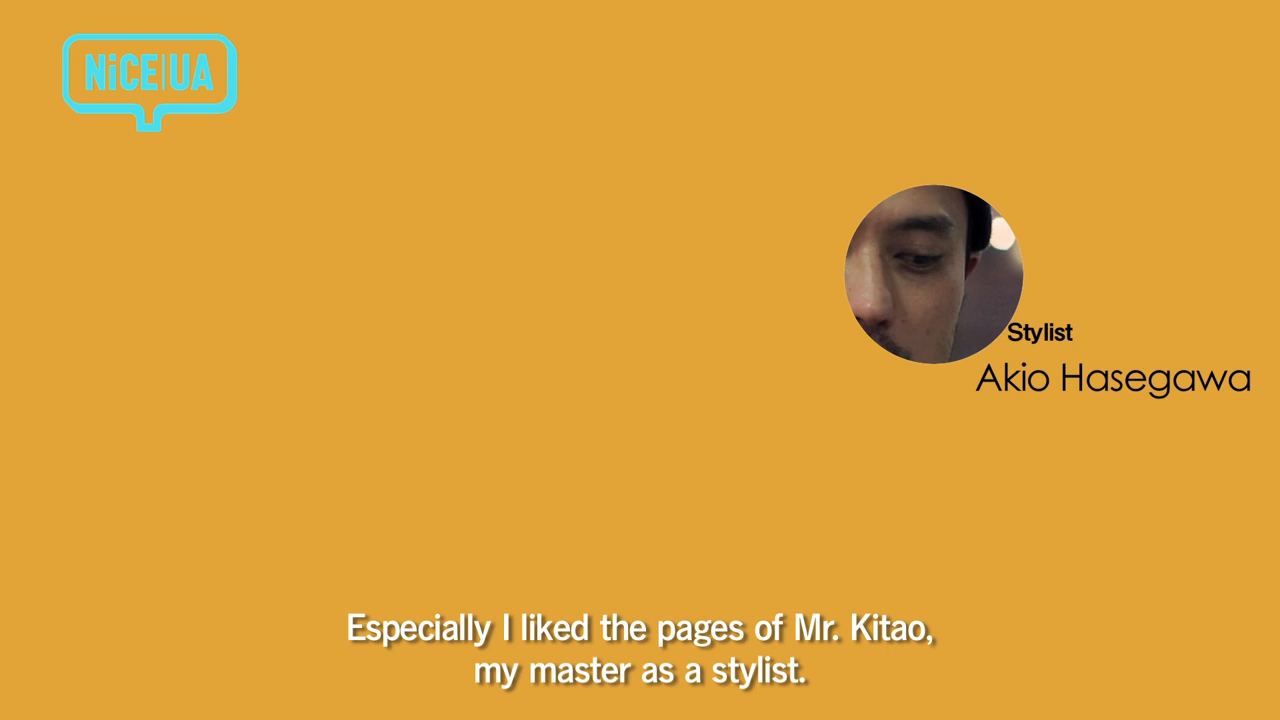 NiCE|UA
Stylist
Akio Hasegawa
Especially I liked the pages of Mr. Kitao,
my master as a stylist.